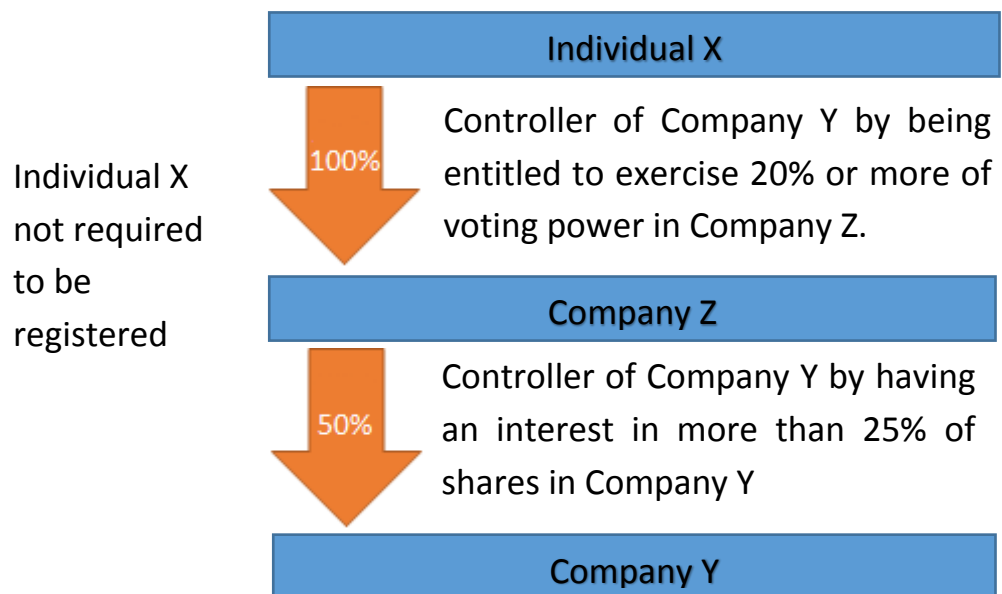 Individual X
100%
Controller of Company Y by being
entitled to exercise 20% or more of
voting power in Company Z.
Individual X
not required
to be
registered
Company Z
50%
Controller of Company Y by having
an interest in more than 25% of
shares in Company Y
Company Y